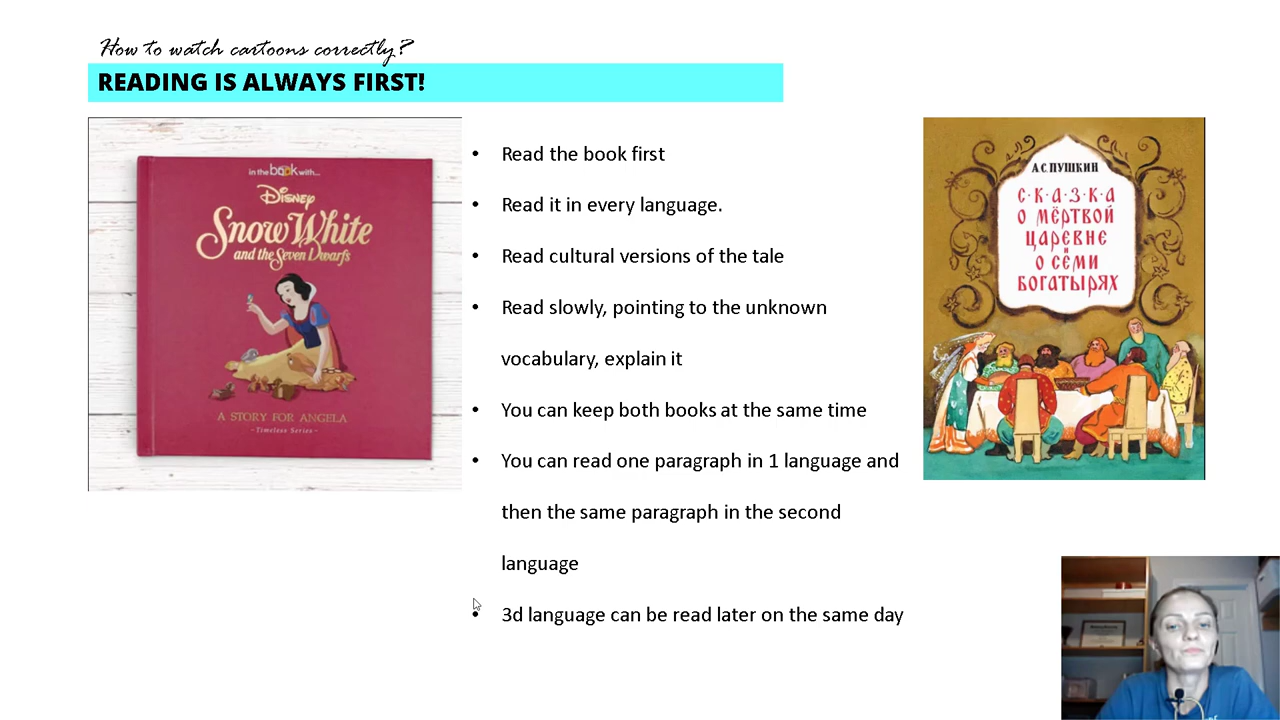 How to watch cartoons correctly?
READING IS ALWAYS FIRST!
in the book with...
Disney
Snow White
and the Seven Dwarfs
A STORY FOR ANGELA
- Timeless Series -
• Read the book first
• Read it in every language.
• Read cultural versions of the tale
• Read slowly, pointing to the unknown
vocabulary, explain it
• You can keep both books at the same time
• You can read one paragraph in 1 language and
then the same paragraph in the second
language
• 3d language can be read later on the same day
А.С.ПУШКИН
С·К·А·З·К·А
О МЁРТВОЙ
ЦАРЕВНЕ
И
О СЕМИ
БОГАТЫРЯХ